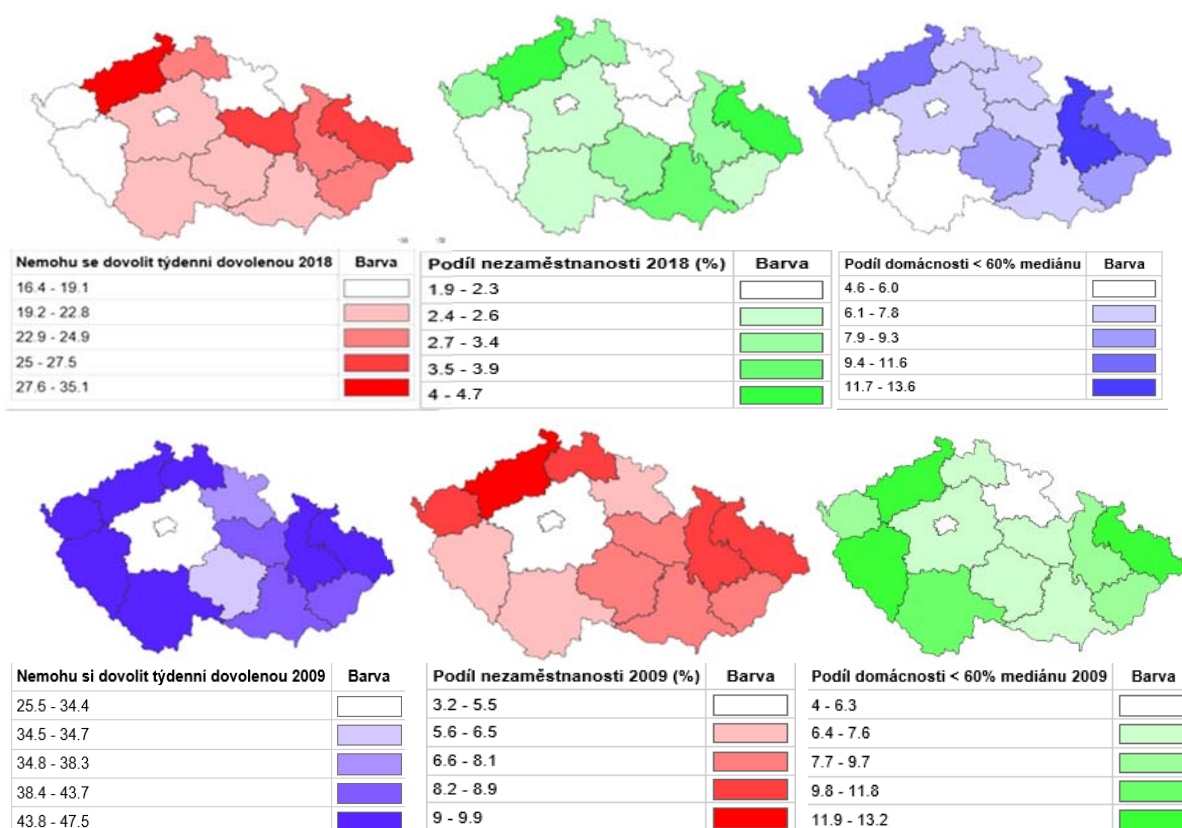 Nemohu se dovolit týdenni dovolenou 2018 Barva
16.4 - 19.1
19.2 - 22.8
22.9 - 24.9
25 - 27.5
27.6 - 35.1
Podíl nezaměstnanosti 2018 (%) Barva
1.9 - 2.3
2.4 - 2.6
2.7 - 3.4
3.5 - 3.9
4 - 4.7
Podíl domácnosti < 60% mediánu Barva
4.6 - 6.0
6.1 - 7.8
7.9 - 9.3
9.4 - 11.6
11.7 - 13.6
Nemohu si dovolit týdenní dovolenou 2009 Barva
25.5 - 34.4
34.5 - 34.7
34.8 - 38.3
38.4 - 43.7
43.8 - 47.5
Podíl nezaměstnanosti 2009 (%) Barva
3.2 - 5.5
5.6 - 6.5
6.6 - 8.1
8.2 - 8.9
9 - 9.9
Podíl domácnosti < 60% mediánu 2009 Barva
4 - 6.3
6.4 - 7.6
7.7 - 9.7
9.8 - 11.8
11.9 - 13.2